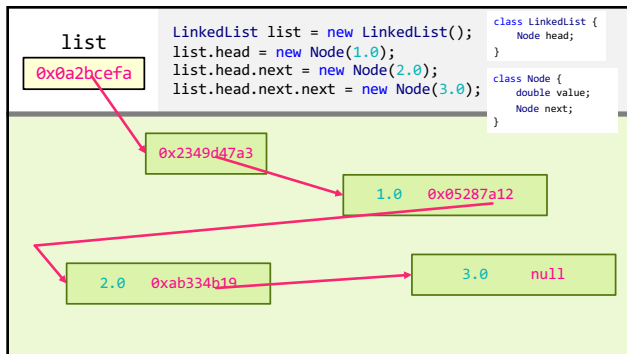 list
0x0a2bcefa
LinkedList list = new LinkedList();
list.head = new Node(1.0);
list.head.next = new Node(2.0);
list.head.next.next = new Node(3.0);
class LinkedList {
Node head;
}
class Node {
double value;
Node next;
}
0x2349d47a3
1.0 0x05287a12
2.0 0xab334b19
3.0 null